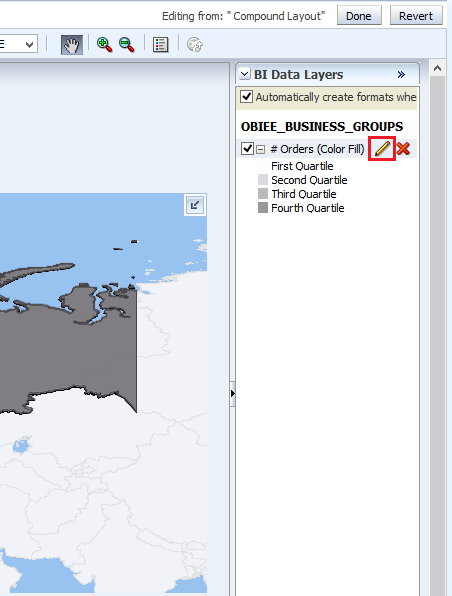 Editing from: "Compound Layout" Done Revert
E
BI Data Layers »
Automatically create formats whe
OBIEE_BUSINESS_GROUPS
# Orders (Color Fill)
First Quartile
Second Quartile
Third Quartile
Fourth Quartile